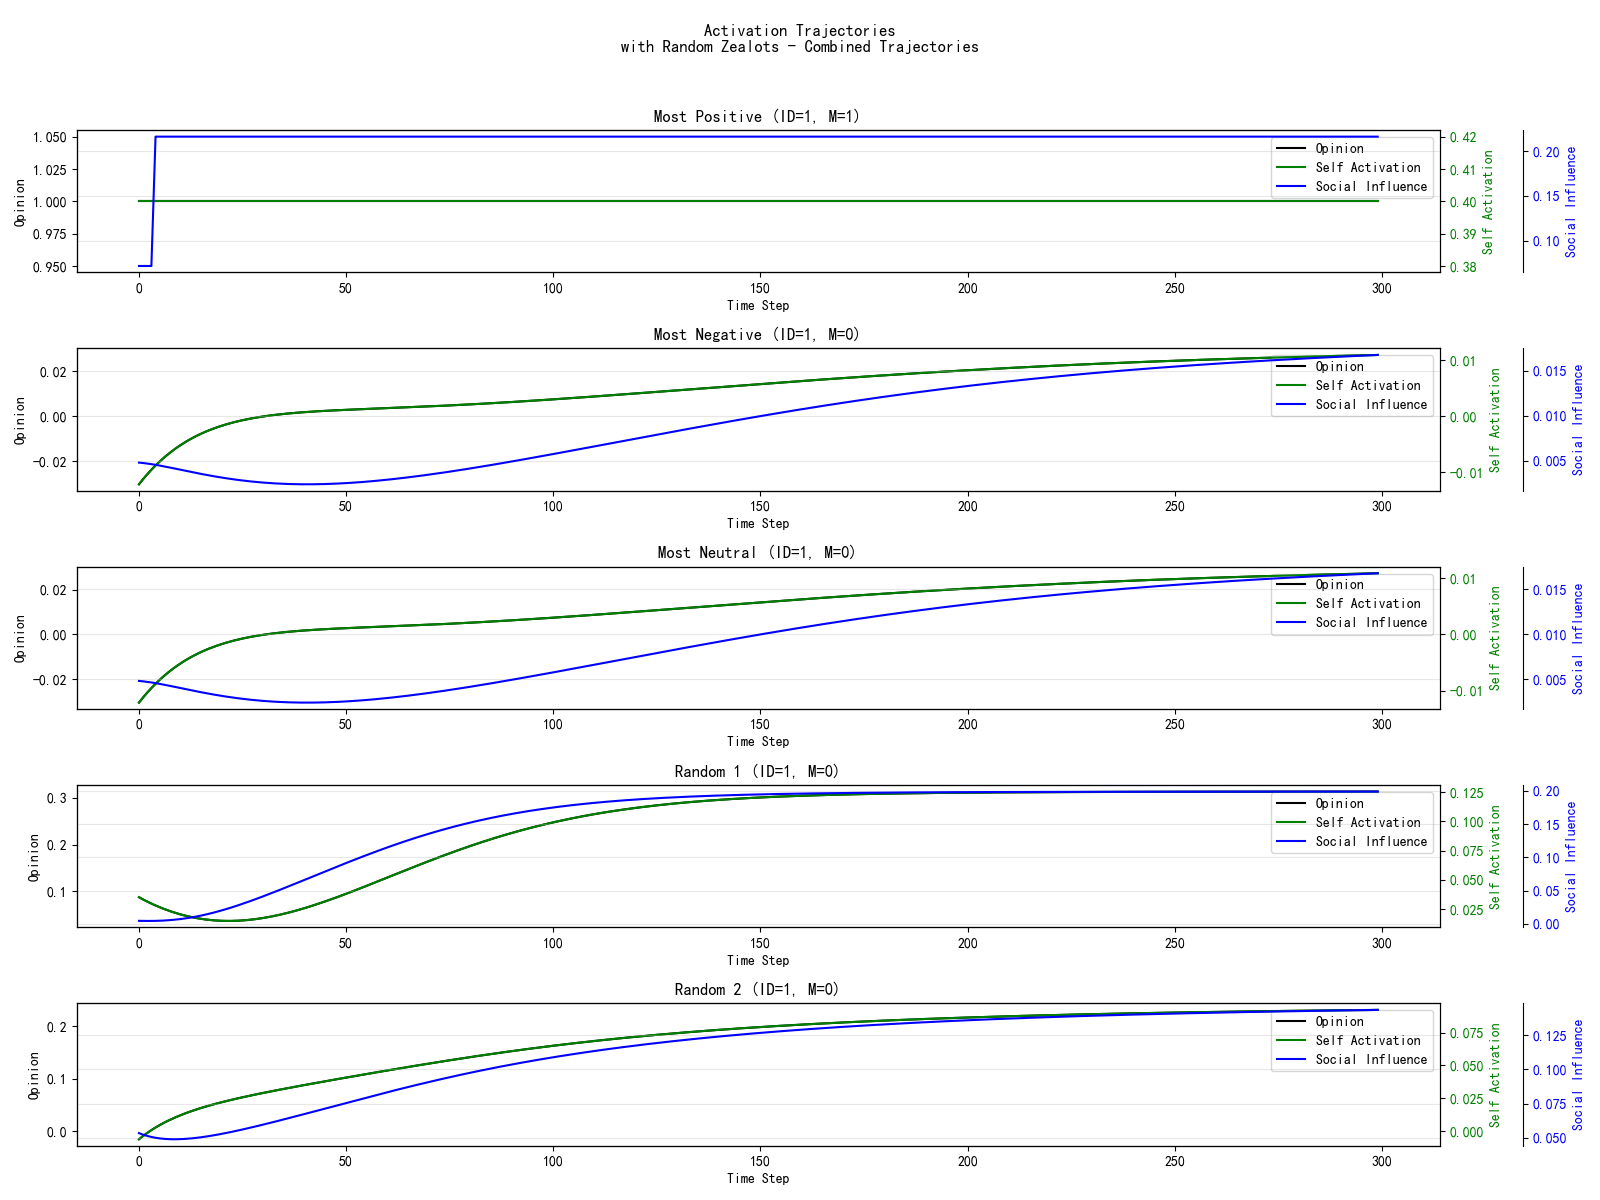 Activation Trajectories
with Random Zealots - Combined Trajectories
Most Positive (ID=1, M=1)
Opinion
1.050
1.025
1.000
0.975
0.950
0 50 100 150 200 250 300
Time Step
Opinion
Self Activation
Social Influence
0.42
0.41
0.40
0.39
0.38
Self Activation
0.20
0.15
0.10
Social Influence
Most Negative (ID=1, M=0)
Opinion
0.02
0.00
-0.02
0 50 100 150 200 250 300
Time Step
Opinion
Self Activation
Social Influence
0.01
0.00
-0.01
Self Activation
0.015
0.010
0.005
Social Influence
Most Neutral (ID=1, M=0)
Opinion
0.02
0.00
-0.02
0 50 100 150 200 250 300
Time Step
Opinion
Self Activation
Social Influence
0.01
0.00
-0.01
Self Activation
0.015
0.010
0.005
Social Influence
Random 1 (ID=1, M=0)
Opinion
0.3
0.2
0.1
0 50 100 150 200 250 300
Time Step
Opinion
Self Activation
Social Influence
0.125
0.100
0.075
0.050
0.025
Self Activation
0.20
0.15
0.10
0.05
0.00
Social Influence
Random 2 (ID=1, M=0)
Opinion
0.2
0.1
0.0
0 50 100 150 200 250 300
Time Step
Opinion
Self Activation
Social Influence
0.075
0.050
0.025
0.000
Self Activation
0.125
0.100
0.075
0.050
Social Influence